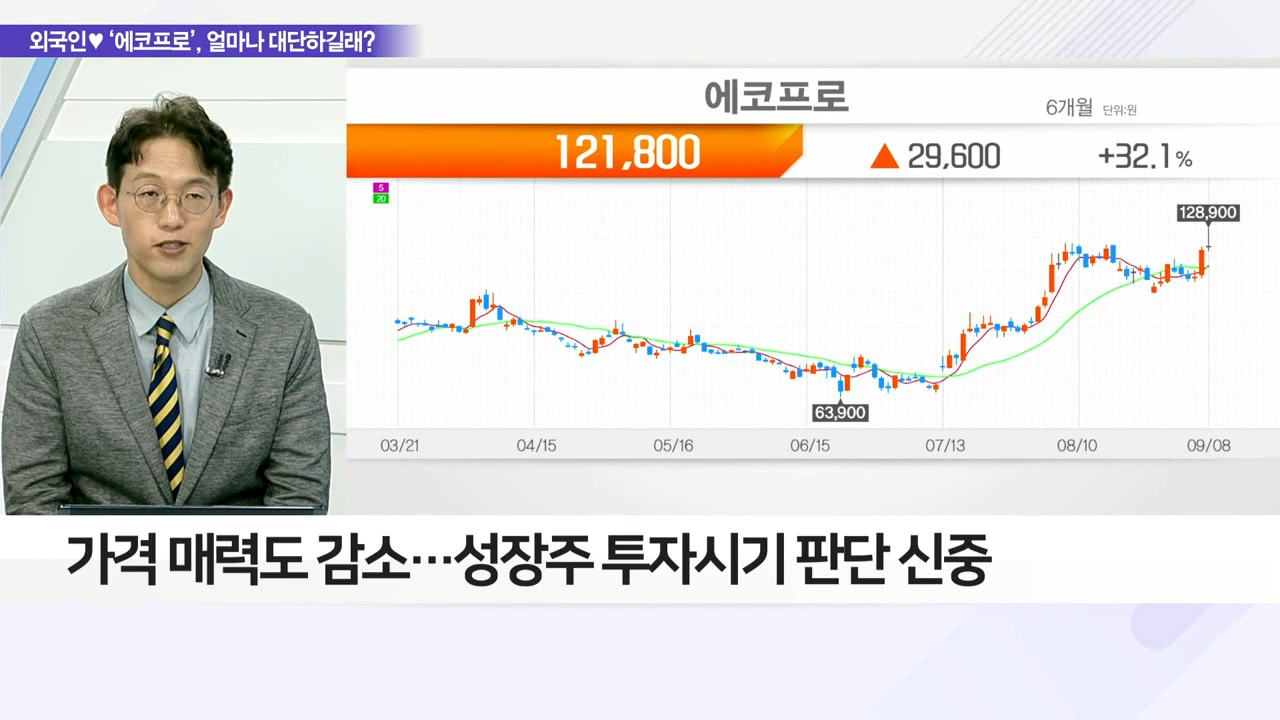 외국인♥ ‘에코프로’, 얼마나 대단하길래?
에코프로
6개월 단위:원
121,800 ▲ 29,600 +32.1%
5
20
128,900
63,900
03/21 04/15 05/16 06/15 07/13 08/10 09/08
가격 매력도 감소…성장주 투자시기 판단 신중